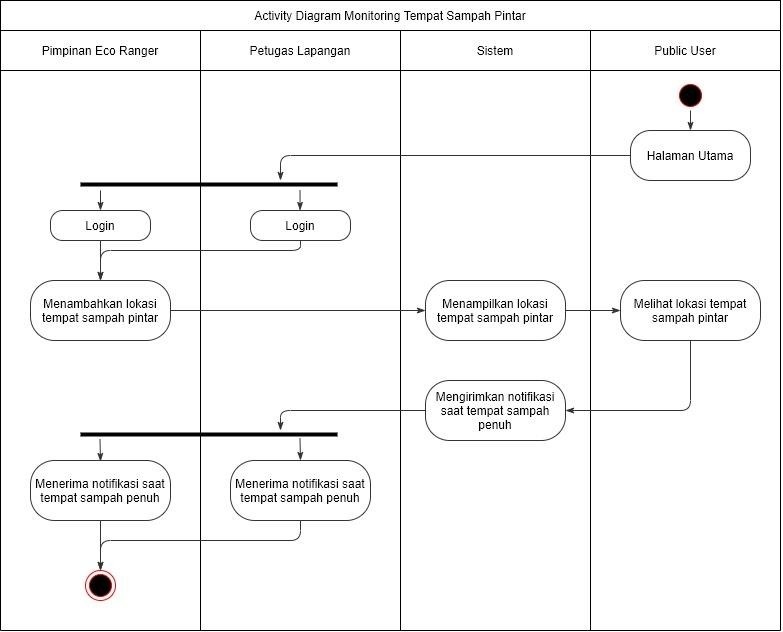 Activity Diagram Monitoring Tempat Sampah Pintar
Pimpinan Eco Ranger
Petugas Lapangan
Sistem
Public User
Halaman Utama
Login
Login
Menambahkan lokasi
tempat sampah pintar
Menampilkan lokasi
tempat sampah pintar
Melihat lokasi tempat
sampah pintar
Mengirimkan notifikasi
saat tempat sampah
penuh
Menerima notifikasi saat
tempat sampah penuh
Menerima notifikasi saat
tempat sampah penuh